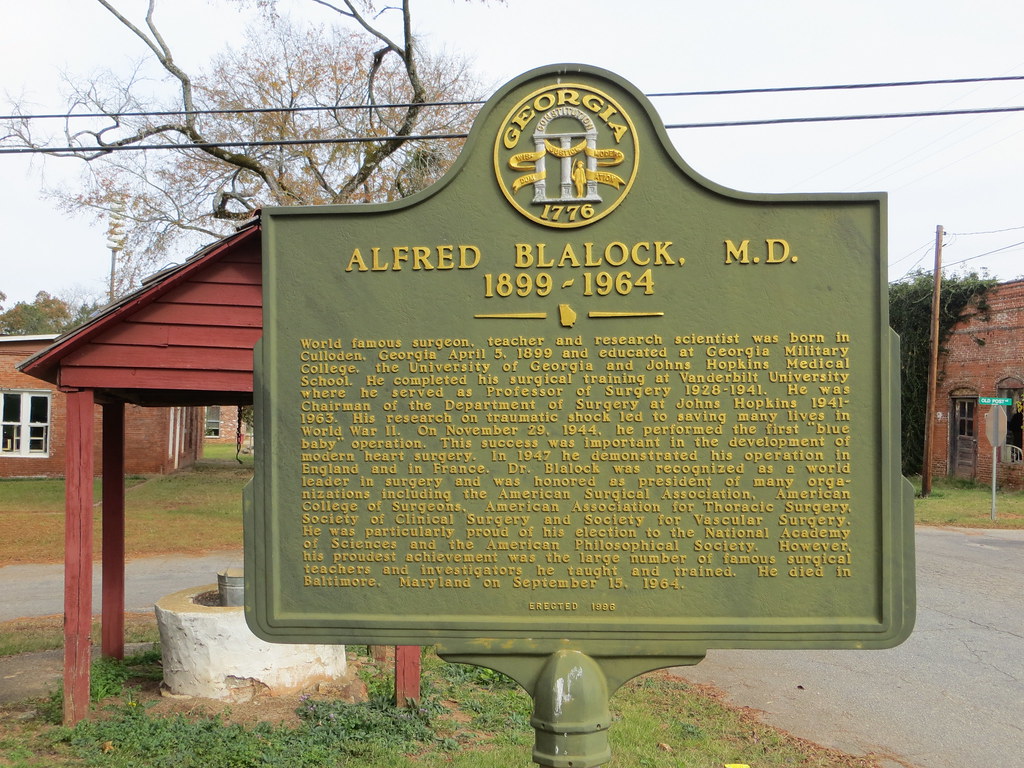 GEORGIA
CONSTITUTION
WISDOM JUSTICE MODERATION
1776
ALFRED BLALOCK, M.D.
1899 ~ 1964
World famous surgeon, teacher and research scientist was born in
Culloden, Georgia April 5, 1899 and educated at Georgia Military
College, the University of Georgia and Johns Hopkins Medical
School. He completed his surgical training at Vanderbilt University
where he served as Professor of Surgery 1928-1941. He was
Chairman of the Department of Surgery at Johns Hopkins 1941-
1963. His research on traumatic shock led to saving many lives in
World War II. On November 29, 1944, he performed the first "blue
baby" operation. This success was important in the development of
modern heart surgery. In 1947 he demonstrated his operation in
England and in France. Dr. Blalock was recognized as a world
leader in surgery and was honored as president of many orga-
nizations including the American Surgical Association, American
College of Surgeons, American Association for Thoracic Surgery,
Society of Clinical Surgery and Society for Vascular Surgery.
He was particularly proud of his election to the National Academy
of Sciences and the American Philosophical Society. However,
his proudest achievement was the large number of famous surgical
teachers and investigators he taught and trained. He died in
Baltimore, Maryland on September 15, 1964.
ERECTED 1996
OLD POST